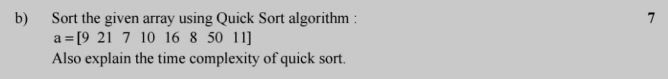 b) Sort the given array using Quick Sort algorithm : 7
a = [9 21 7 10 16 8 50 11]
Also explain the time complexity of quick sort.